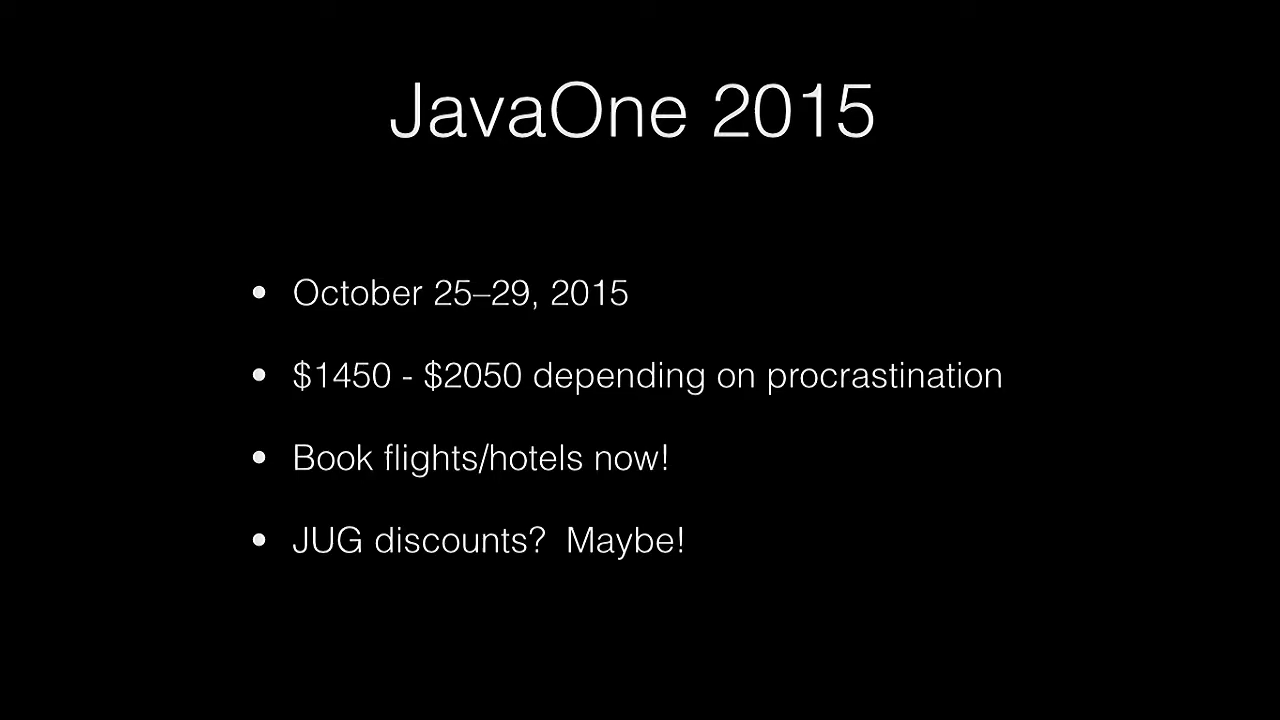 JavaOne 2015
• October 25–29, 2015
• $1450 - $2050 depending on procrastination
• Book flights/hotels now!
• JUG discounts?  Maybe!